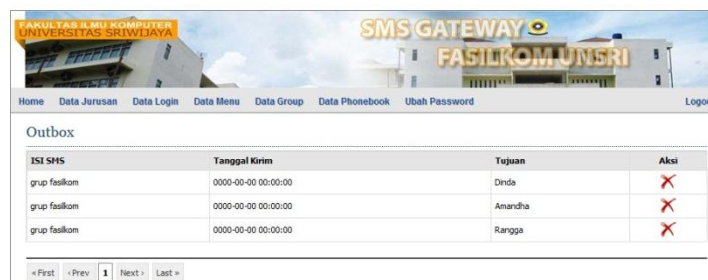 FAKULTAS ILMU KOMPUTER
UNIVERSITAS SRIWIJAYA
SMS GATEWAY
FASILKOM UNSRI
Home Data Jurusan Data Login Data Menu Data Group Data Phonebook Ubah Password Logou
Outbox
ISI SMS Tanggal Kirim Tujuan Aksi
grup fasilkom 0000-00-00 00:00:00 Dinda
grup fasilkom 0000-00-00 00:00:00 Amandha
grup fasilkom 0000-00-00 00:00:00 Rangga
« First ‹ Prev 1 Next › Last »